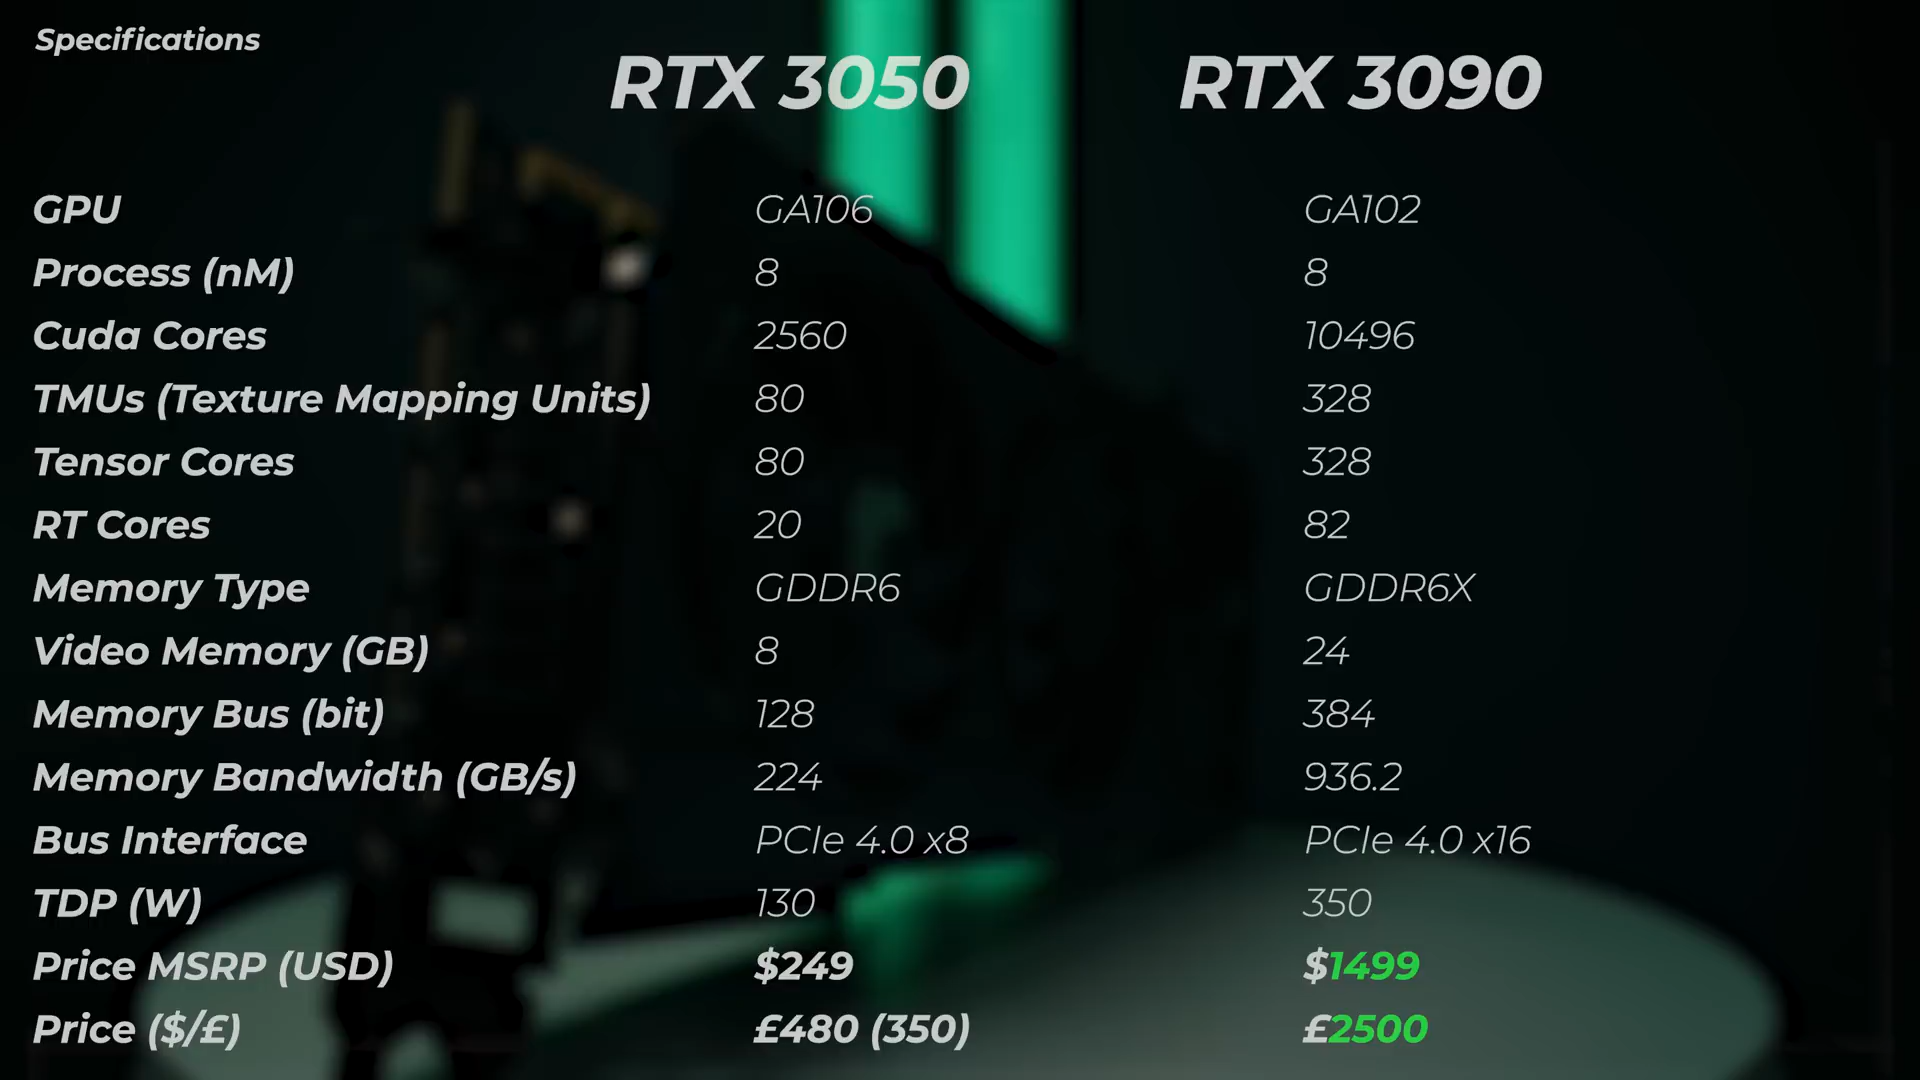 Specifications
RTX 3050 RTX 3090
GPU GA106 GA102
Process (nM) 8 8
Cuda Cores 2560 10496
TMUs (Texture Mapping Units) 80 328
Tensor Cores 80 328
RT Cores 20 82
Memory Type GDDR6 GDDR6X
Video Memory (GB) 8 24
Memory Bus (bit) 128 384
Memory Bandwidth (GB/s) 224 936.2
Bus Interface PCIe 4.0 x8 PCIe 4.0 x16
TDP (W) 130 350
Price MSRP (USD) $249 $1499
Price ($/£) £480 (350) £2500